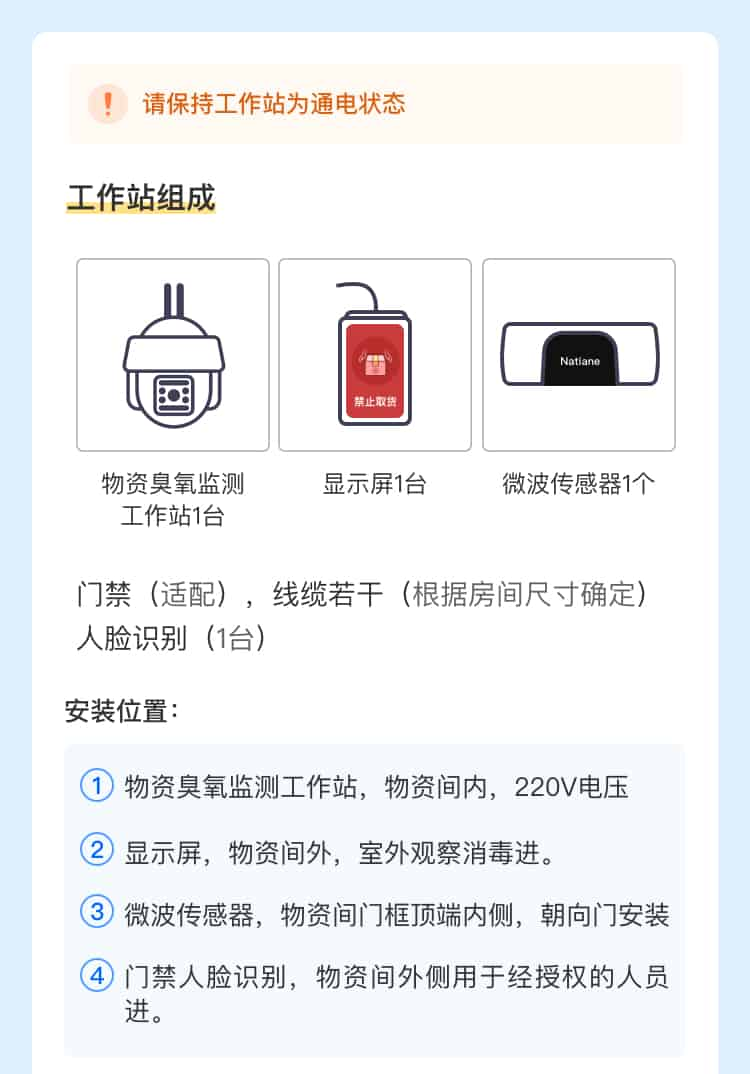 请保持工作站为通电状态
工作站组成
禁止取货
Natiane
物资臭氧监测
工作站1台
显示屏1台
微波传感器1个
门禁（适配），线缆若干（根据房间尺寸确定）
人脸识别（1台）
安装位置：
① 物资臭氧监测工作站，物资间内，220V电压
② 显示屏，物资间外，室外观察消毒进。
③ 微波传感器，物资间门框顶端内侧，朝向门安装
④ 门禁人脸识别，物资间外侧用于经授权的人员
进。